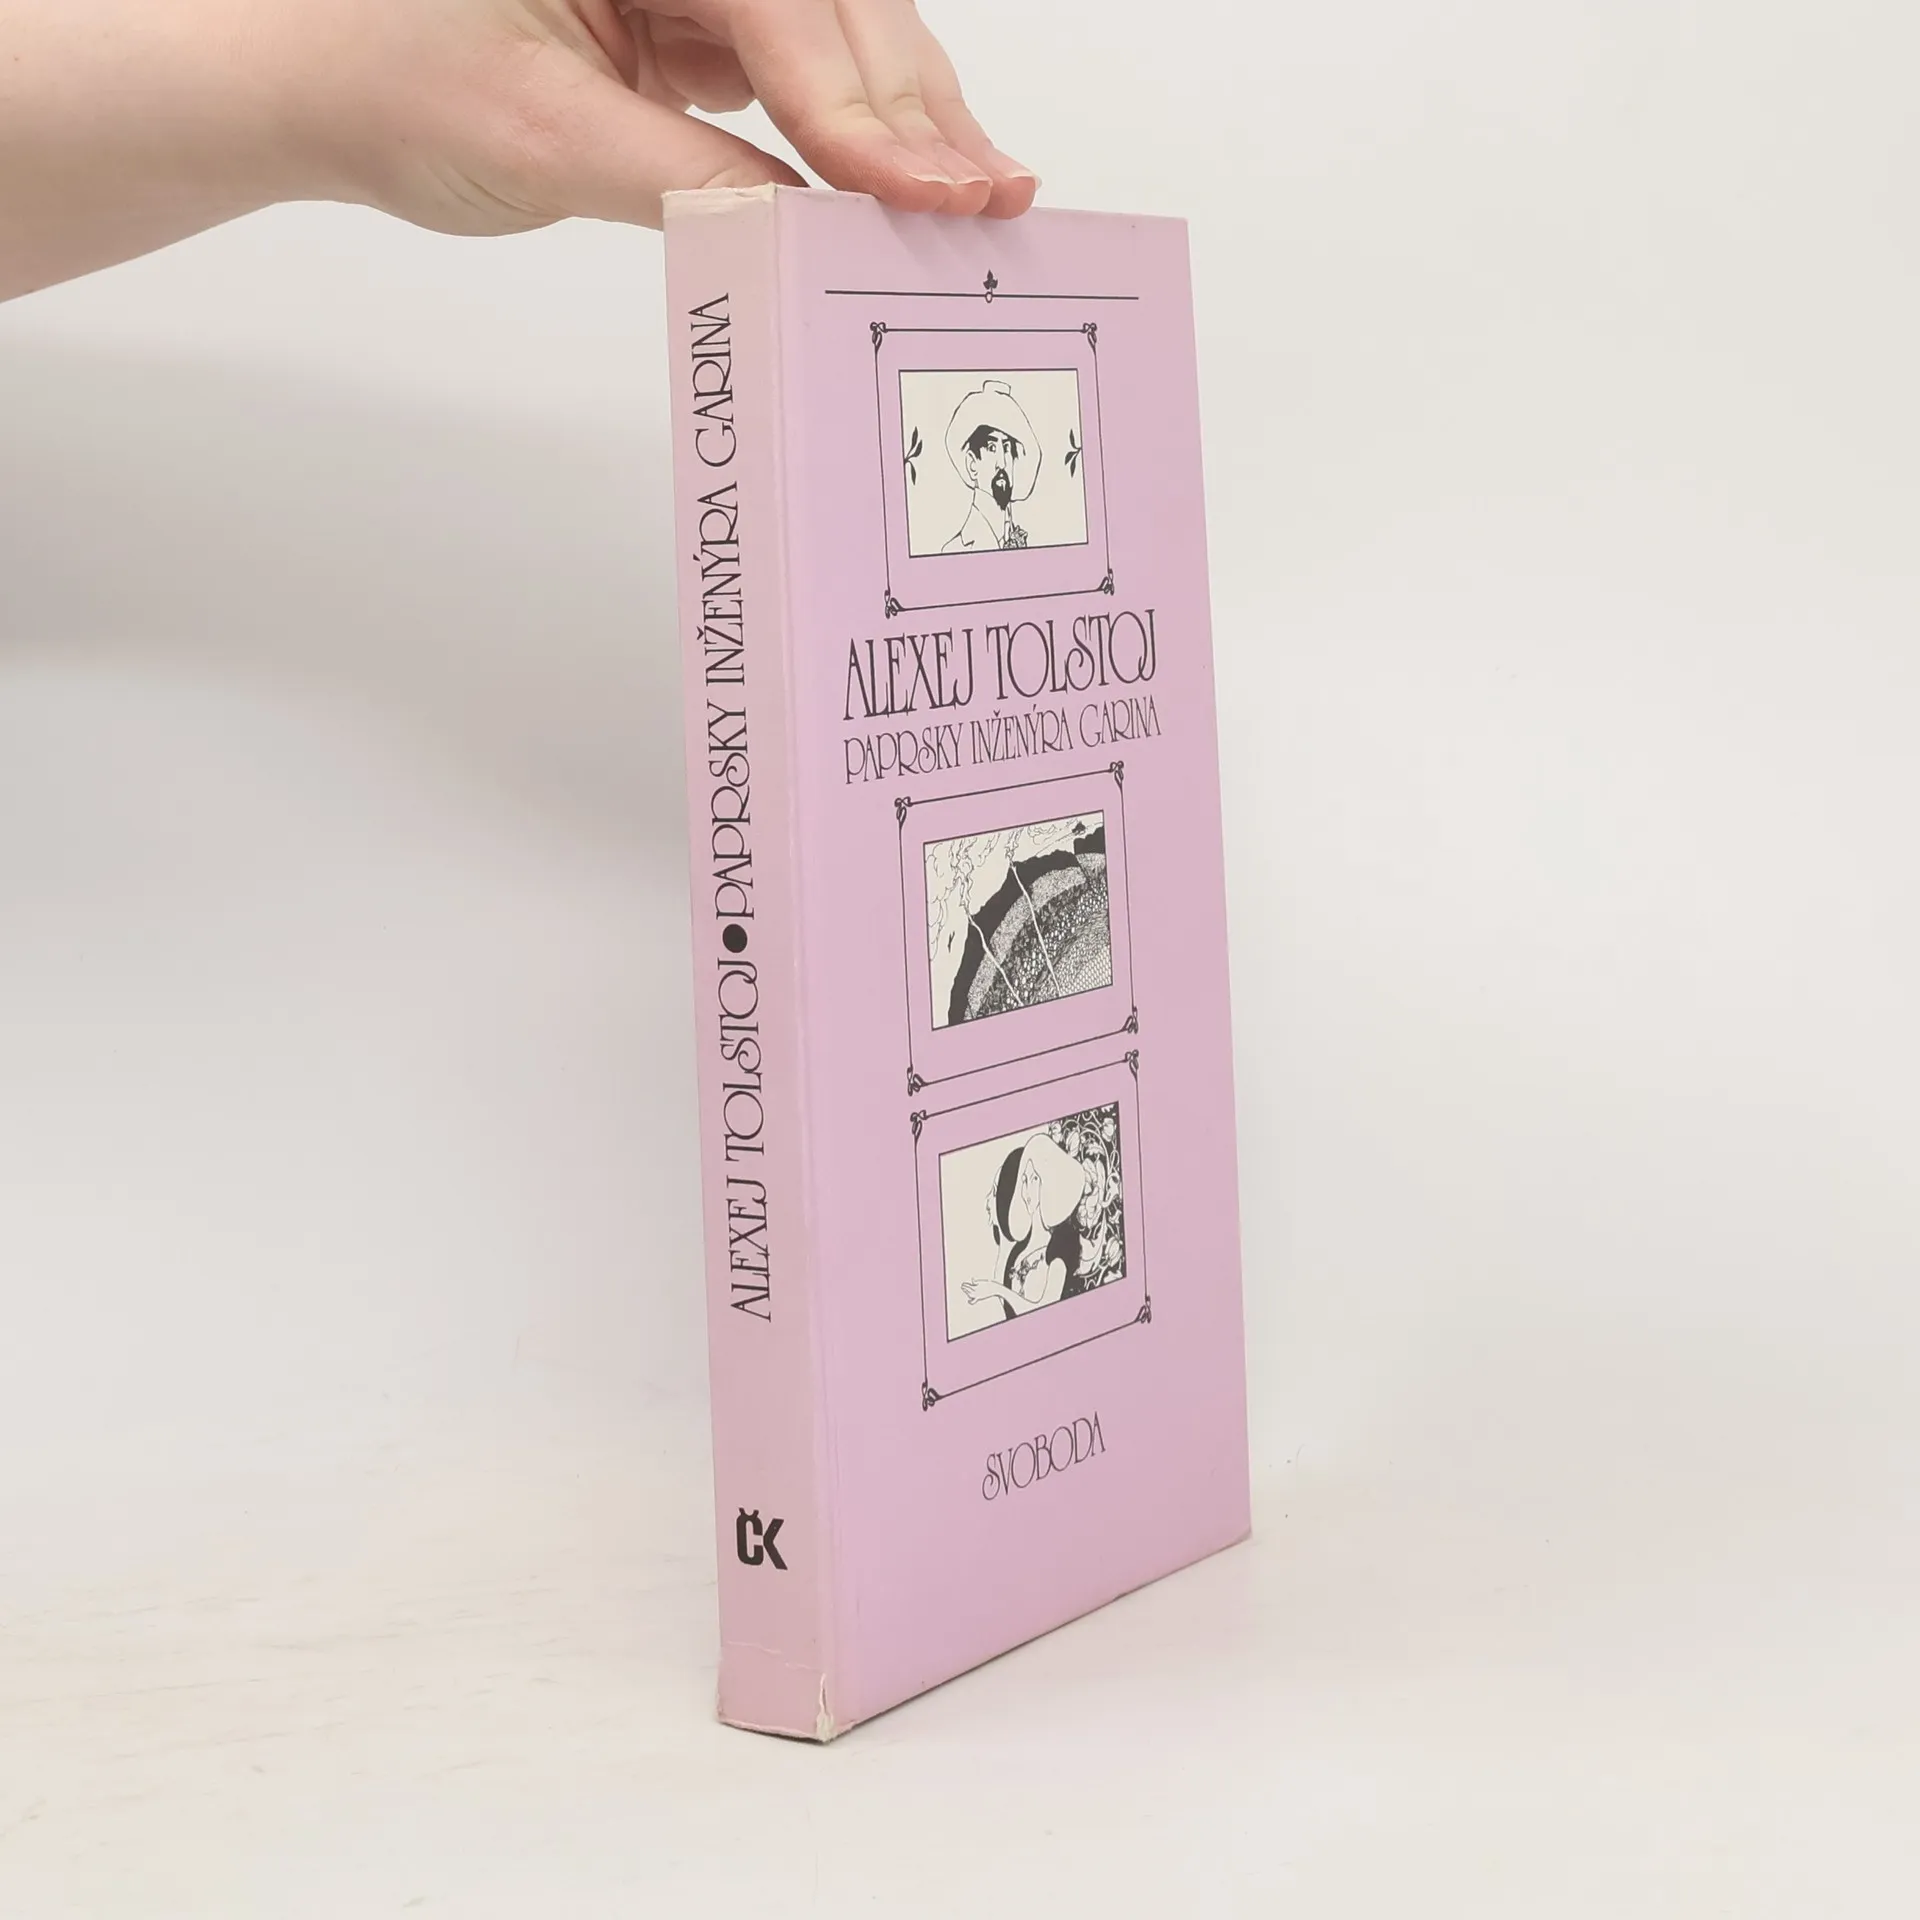 ALEXEJ TOLSTOJ • PAPRSKY INŽENÝRA GARINA
ČK
ALEXEJ TOLSTOJ
PAPRSKY INŽENÝRA GARINA
SVOBODA